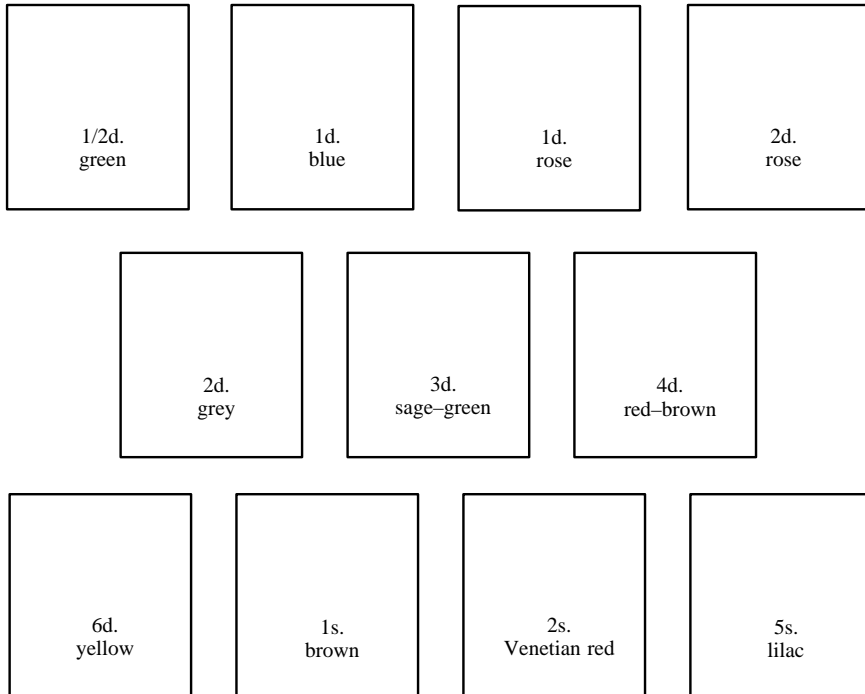 1/2d.
green
1d.
blue
1d.
rose
2d.
rose
2d.
grey
3d.
sage–green
4d.
red–brown
6d.
yellow
1s.
brown
2s.
Venetian red
5s.
lilac